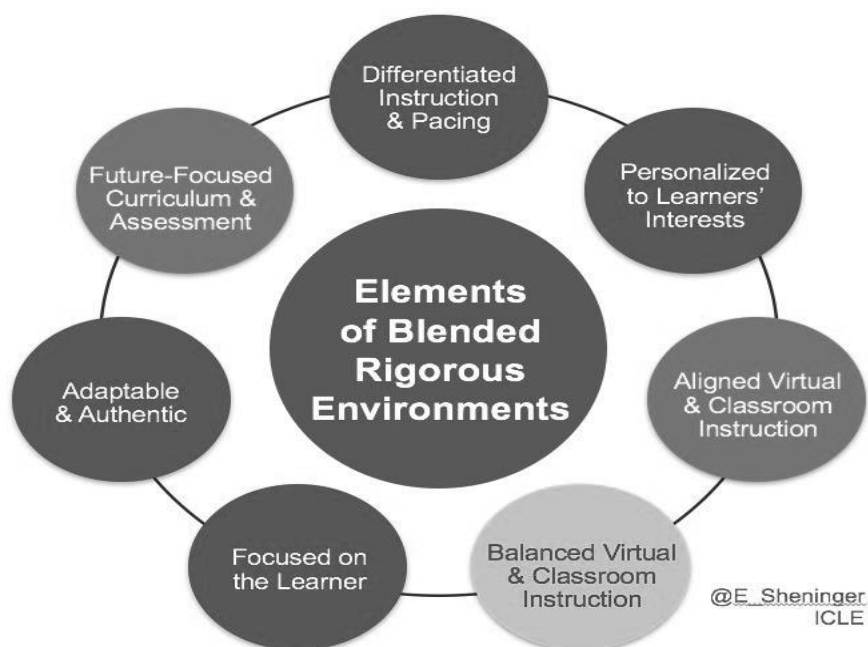 Differentiated
Instruction
& Pacing
Personalized
to Learners'
Interests
Aligned Virtual
& Classroom
Instruction
Balanced Virtual
& Classroom
Instruction
Focused on
the Learner
Adaptable
& Authentic
Future-Focused
Curriculum &
Assessment
Elements
of Blended
Rigorous
Environments
@E_Sheninger
ICLE